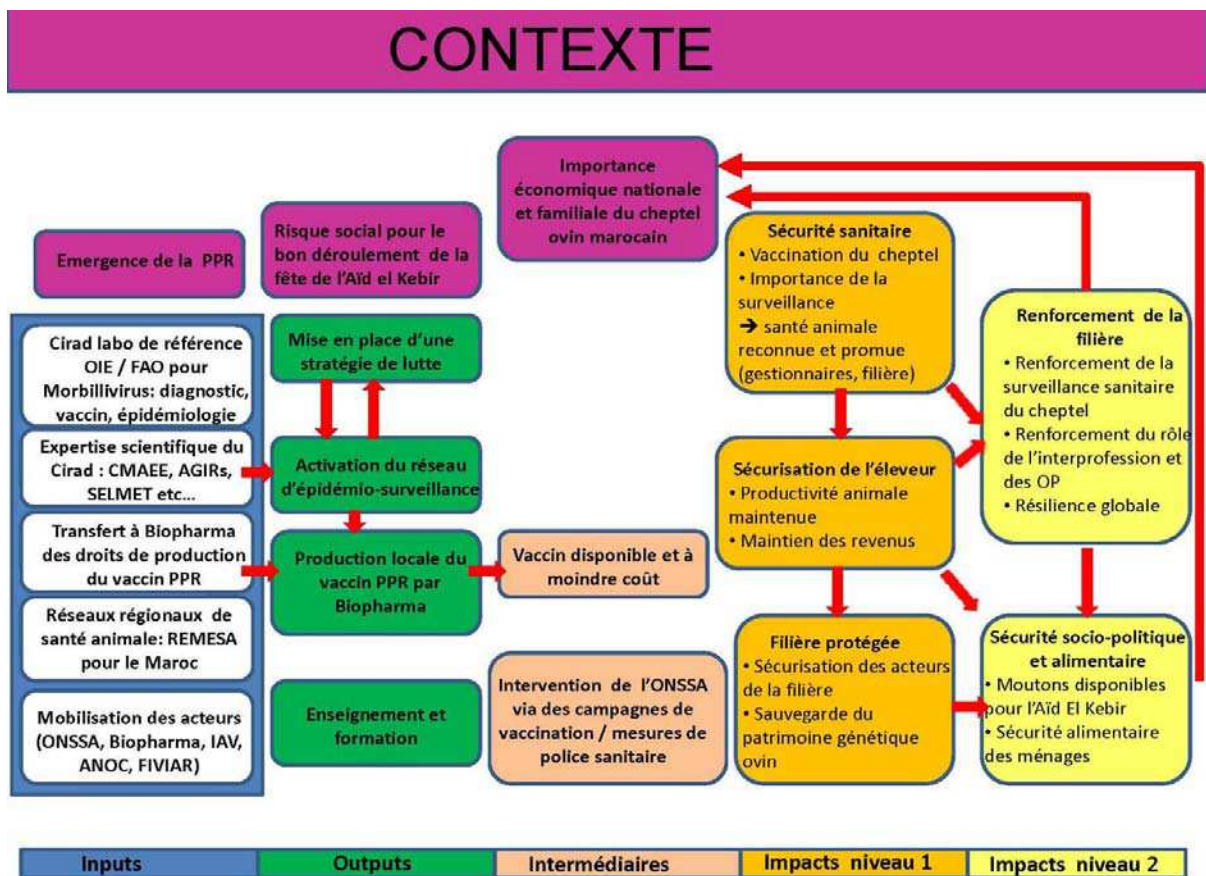 CONTEXTE
Emergence de la PPR
Risque social pour le
bon déroulement de la
fête de l'Aïd el Kebir
Importance
économique nationale
et familiale du cheptel
ovin marocain
Cirad labo de référence
OIE / FAO pour
Morbillivirus: diagnostic,
vaccin, épidémiologie
Expertise scientifique du
Cirad : CMAEE, AGIRs,
SELMET etc...
Transfert à Biopharma
des droits de production
du vaccin PPR
Réseaux régionaux de
santé animale: REMESA
pour le Maroc
Mobilisation des acteurs
(ONSSA, Biopharma, IAV,
ANOC, FIVIAR)
Mise en place d'une
stratégie de lutte
Activation du réseau
d'épidémio-surveillance
Production locale du
vaccin PPR par
Biopharma
Enseignement et
formation
Vaccin disponible et à
moindre coût
Intervention de l'ONSSA
via des campagnes de
vaccination / mesures de
police sanitaire
Sécurité sanitaire
• Vaccination du cheptel
• Importance de la
surveillance
➔ santé animale
reconnue et promue
(gestionnaires, filière)
Sécurisation de l'éleveur
• Productivité animale
maintenue
• Maintien des revenus
Filière protégée
• Sécurisation des acteurs
de la filière
• Sauvegarde du
patrimoine génétique
ovin
Renforcement de la
filière
• Renforcement de la
surveillance sanitaire
du cheptel
• Renforcement du rôle
de l'interprofession et
des OP
• Résilience globale
Sécurité socio-politique
et alimentaire
• Moutons disponibles
pour l'Aïd El Kebir
• Sécurité alimentaire
des ménages
Inputs
Outputs
Intermédiaires
Impacts niveau 1
Impacts niveau 2